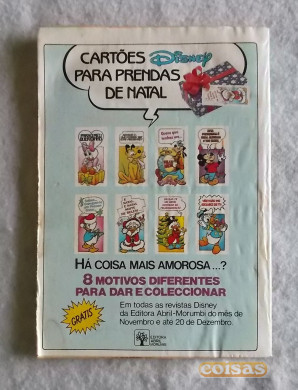 CARTÕES Disney
PARA PRENDAS
DE NATAL
HÁ COISA MAIS AMOROSA...?
8 MOTIVOS DIFERENTES
PARA DAR E COLECCIONAR
GRÁTIS
Em todas as revistas Disney
da Editora Abril-Morumbi do mês de
Novembro e até 20 de Dezembro.
EDITORA
ABRIL
MORUMBI
coisas